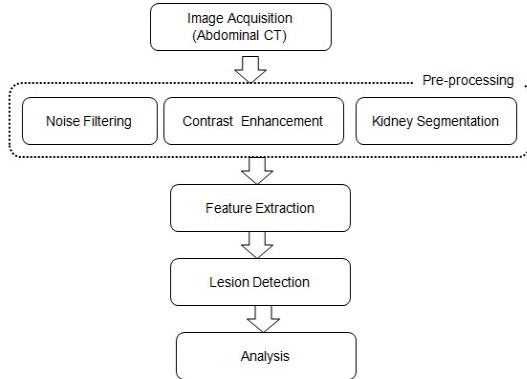 Image Acquisition
(Abdominal CT)
Pre-processing
Noise Filtering
Contrast Enhancement
Kidney Segmentation
Feature Extraction
Lesion Detection
Analysis